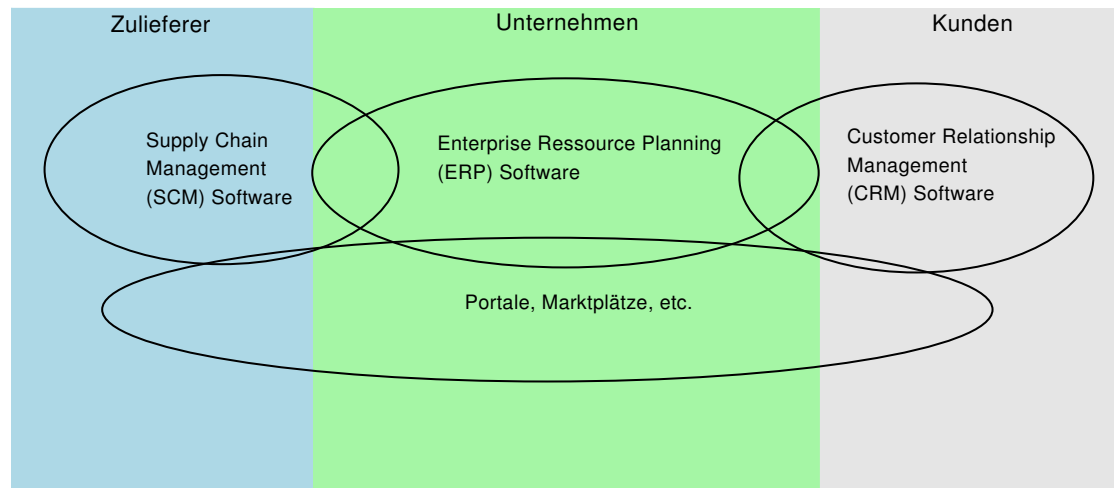 Zulieferer
Unternehmen
Kunden
Supply Chain
Management
(SCM) Software
Enterprise Ressource Planning
(ERP) Software
Customer Relationship
Management
(CRM) Software
Portale, Marktplätze, etc.